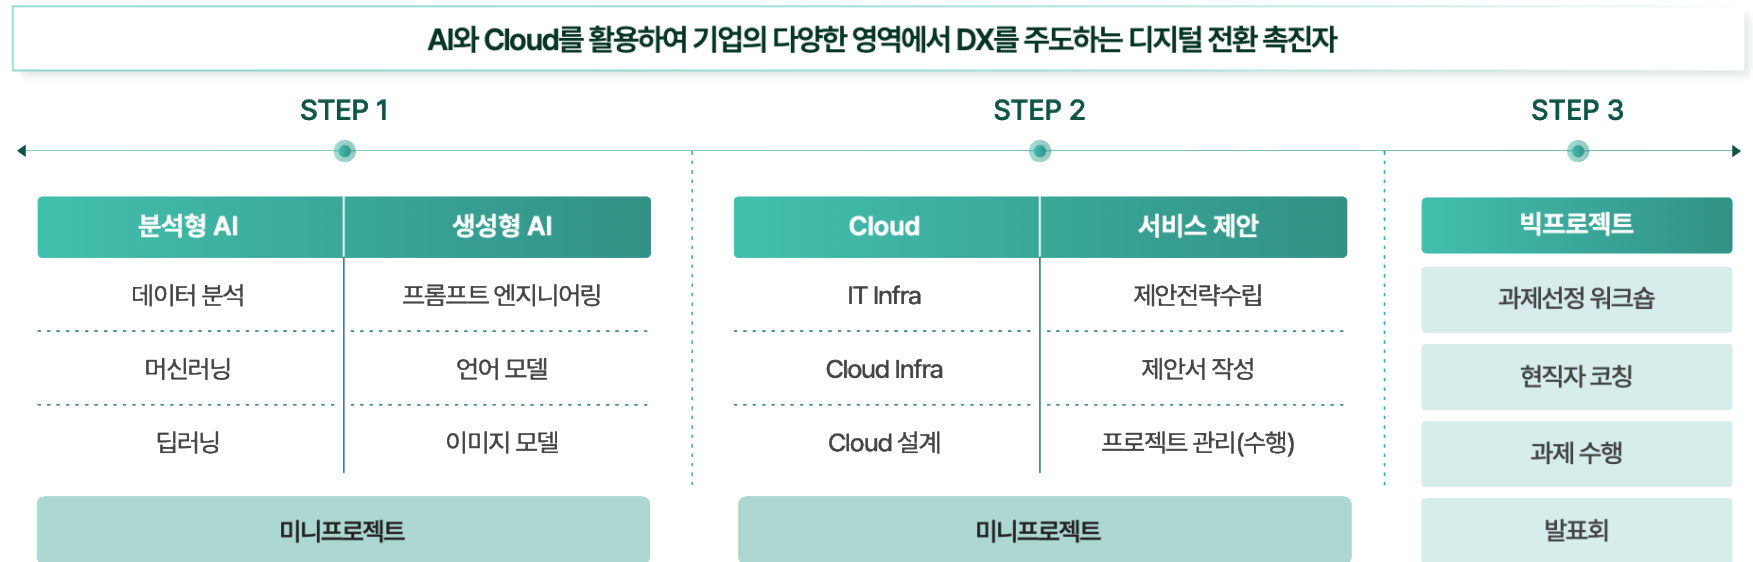 AI와 Cloud를 활용하여 기업의 다양한 영역에서 DX를 주도하는 디지털 전환 촉진자
STEP 1
STEP 2
STEP 3
분석형 AI
생성형 AI
데이터 분석
프롬프트 엔지니어링
머신러닝
언어 모델
딥러닝
이미지 모델
미니프로젝트
Cloud
서비스 제안
IT Infra
제안전략수립
Cloud Infra
제안서 작성
Cloud 설계
프로젝트 관리(수행)
미니프로젝트
빅프로젝트
과제선정 워크숍
현직자 코칭
과제 수행
발표회